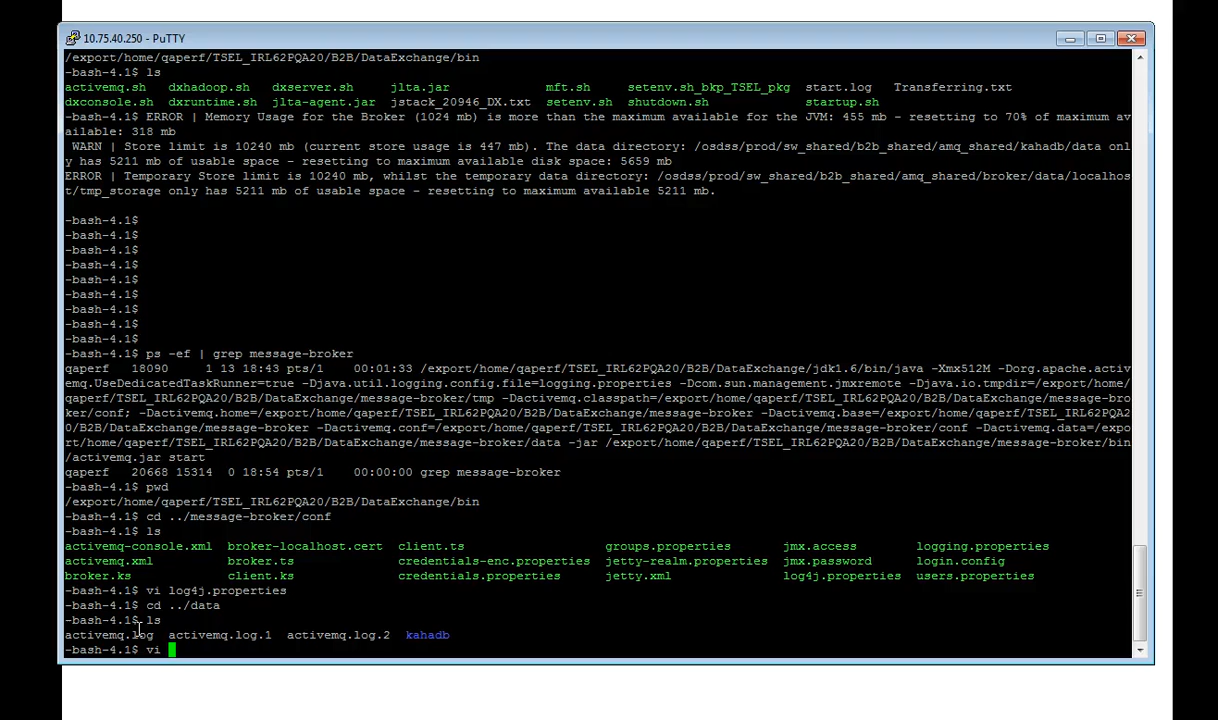 10.75.40.250 - PuTTY
/export/home/qaperf/TSEL_IRL62PQA20/B2B/DataExchange/bin
-bash-4.1$ ls
activemq.sh dxhadoop.sh dxserver.sh jlta.jar mft.sh setenv.sh_bkp_TSEL_pkg start.log Transferring.txt
dxconsole.sh dxruntime.sh jlta-agent.jar jstack_20946_DX.txt setenv.sh shutdown.sh startup.sh
-bash-4.1$ ERROR | Memory Usage for the Broker (1024 mb) is more than the maximum available for the JVM: 455 mb - resetting to 70% of maximum av
ailable: 318 mb
WARN | Store limit is 10240 mb (current store usage is 447 mb). The data directory: /osdss/prod/sw_shared/b2b_shared/amq_shared/kahadb/data onl
y has 5211 mb of usable space - resetting to maximum available disk space: 5659 mb
ERROR | Temporary Store limit is 10240 mb, whilst the temporary data directory: /osdss/prod/sw_shared/b2b_shared/amq_shared/broker/data/localhos
t/tmp_storage only has 5211 mb of usable space - resetting to maximum available 5211 mb.
-bash-4.1$
-bash-4.1$
-bash-4.1$
-bash-4.1$
-bash-4.1$
-bash-4.1$
-bash-4.1$
-bash-4.1$
-bash-4.1$
-bash-4.1$ ps -ef | grep message-broker
qaperf 18090 1 13 18:43 pts/1 00:01:33 /export/home/qaperf/TSEL_IRL62PQA20/B2B/DataExchange/jdk1.6/bin/java -Xmx512M -Dorg.apache.activ
emq.UseDedicatedTaskRunner=true -Djava.util.logging.config.file=logging.properties -Dcom.sun.management.jmxremote -Djava.io.tmpdir=/export/home/
qaperf/TSEL_IRL62PQA20/B2B/DataExchange/message-broker/tmp -Dactivemq.classpath=/export/home/qaperf/TSEL_IRL62PQA20/B2B/DataExchange/message-bro
ker/conf; -Dactivemq.home=/export/home/qaperf/TSEL_IRL62PQA20/B2B/DataExchange/message-broker -Dactivemq.base=/export/home/qaperf/TSEL_IRL62PQA2
0/B2B/DataExchange/message-broker -Dactivemq.conf=/export/home/qaperf/TSEL_IRL62PQA20/B2B/DataExchange/message-broker/conf -Dactivemq.data=/expo
rt/home/qaperf/TSEL_IRL62PQA20/B2B/DataExchange/message-broker/data -jar /export/home/qaperf/TSEL_IRL62PQA20/B2B/DataExchange/message-broker/bin
/activemq.jar start
qaperf 20668 15314 0 18:54 pts/1 00:00:00 grep message-broker
-bash-4.1$ pwd
/export/home/qaperf/TSEL_IRL62PQA20/B2B/DataExchange/bin
-bash-4.1$ cd ../message-broker/conf
-bash-4.1$ ls
activemq-console.xml broker-localhost.cert client.ts groups.properties jmx.access logging.properties
activemq.xml broker.ts credentials-enc.properties jetty-realm.properties jmx.password login.config
broker.ks client.ks credentials.properties jetty.xml log4j.properties users.properties
-bash-4.1$ vi log4j.properties
-bash-4.1$ cd ../data
-bash-4.1$ ls
activemq.log activemq.log.1 activemq.log.2 kahadb
-bash-4.1$ vi